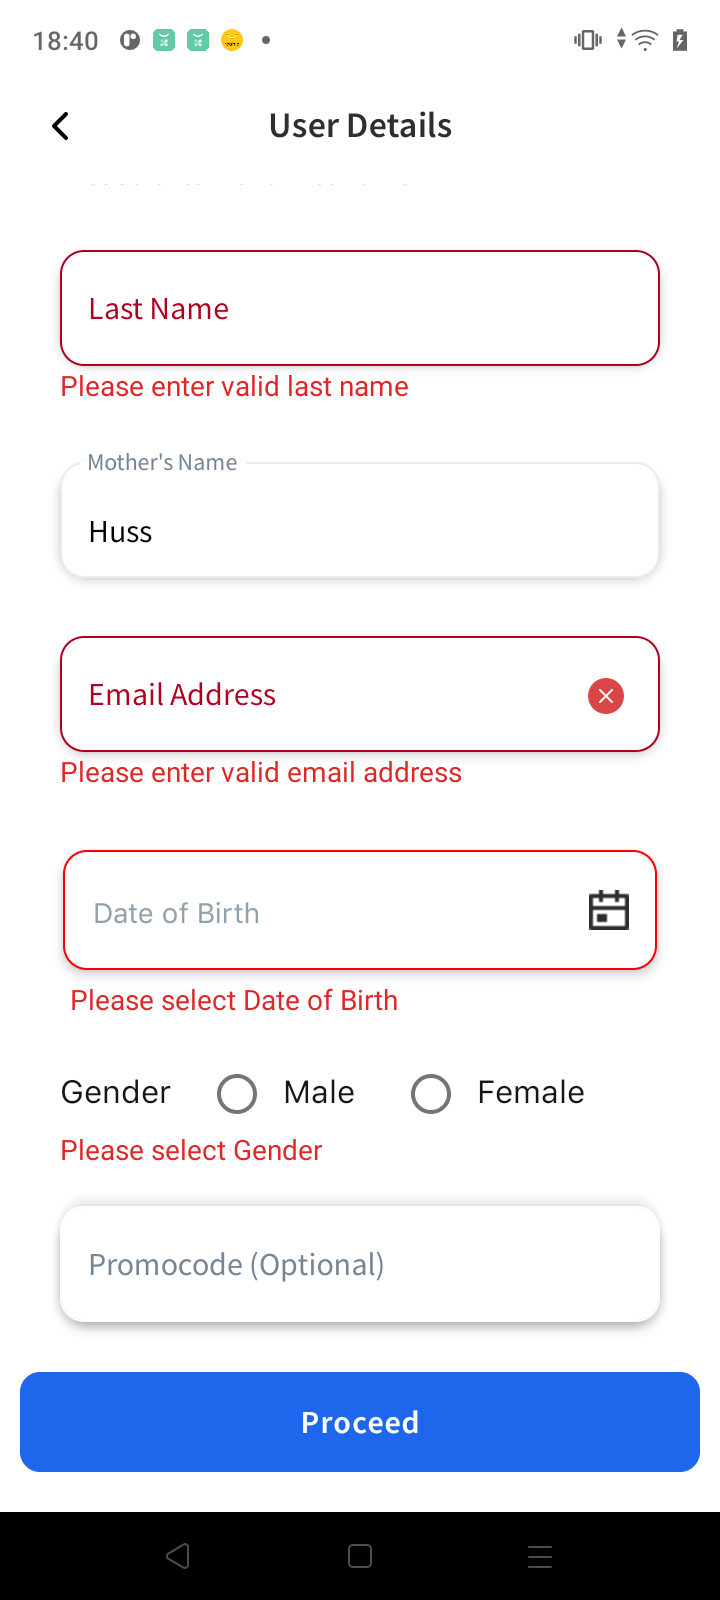 18:40
User Details
Last Name
Please enter valid last name
Mother's Name
Huss
Email Address
Please enter valid email address
Date of Birth
Please select Date of Birth
Gender Male Female
Please select Gender
Promocode (Optional)
Proceed